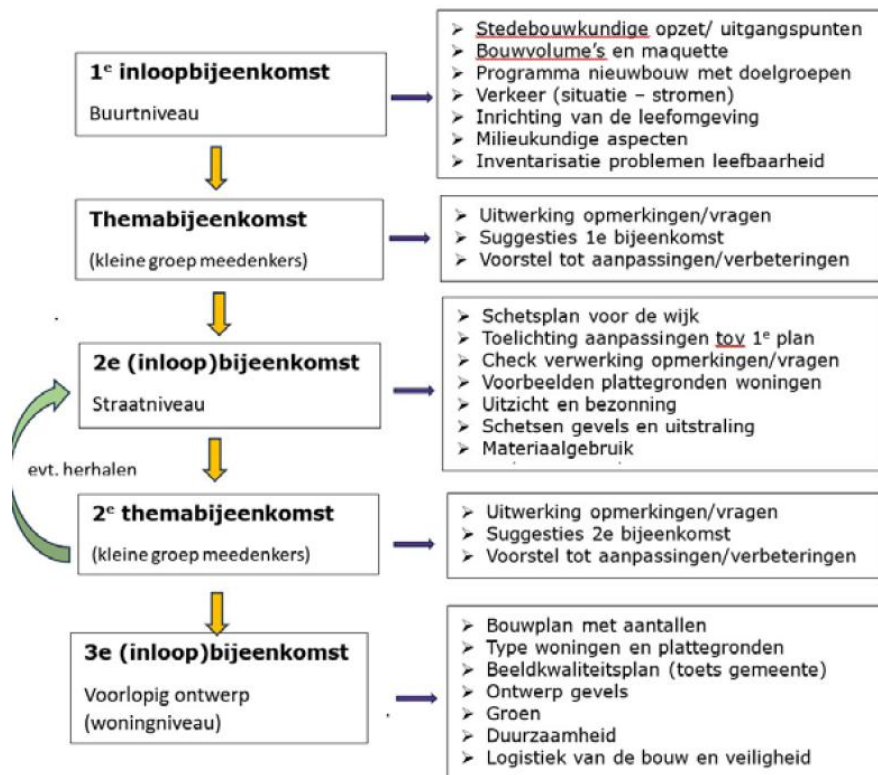 1e inloopbijeenkomst
Buurtniveau
➢ Stedebouwkundige opzet/ uitgangspunten
➢ Bouwvolume's en maquette
➢ Programma nieuwbouw met doelgroepen
➢ Verkeer (situatie – stromen)
➢ Inrichting van de leefomgeving
➢ Milieukundige aspecten
➢ Inventarisatie problemen leefbaarheid
Themabijeenkomst
(kleine groep meedenkers)
➢ Uitwerking opmerkingen/vragen
➢ Suggesties 1e bijeenkomst
➢ Voorstel tot aanpassingen/verbeteringen
2e (inloop)bijeenkomst
Straatniveau
➢ Schetsplan voor de wijk
➢ Toelichting aanpassingen tov 1e plan
➢ Check verwerking opmerkingen/vragen
➢ Voorbeelden plattegronden woningen
➢ Uitzicht en bezonning
➢ Schetsen gevels en uitstraling
➢ Materiaalgebruik
evt. herhalen
2e themabijeenkomst
(kleine groep meedenkers)
➢ Uitwerking opmerkingen/vragen
➢ Suggesties 2e bijeenkomst
➢ Voorstel tot aanpassingen/verbeteringen
3e (inloop)bijeenkomst
Voorlopig ontwerp
(woningniveau)
➢ Bouwplan met aantallen
➢ Type woningen en plattegronden
➢ Beeldkwaliteitsplan (toets gemeente)
➢ Ontwerp gevels
➢ Groen
➢ Duurzaamheid
➢ Logistiek van de bouw en veiligheid